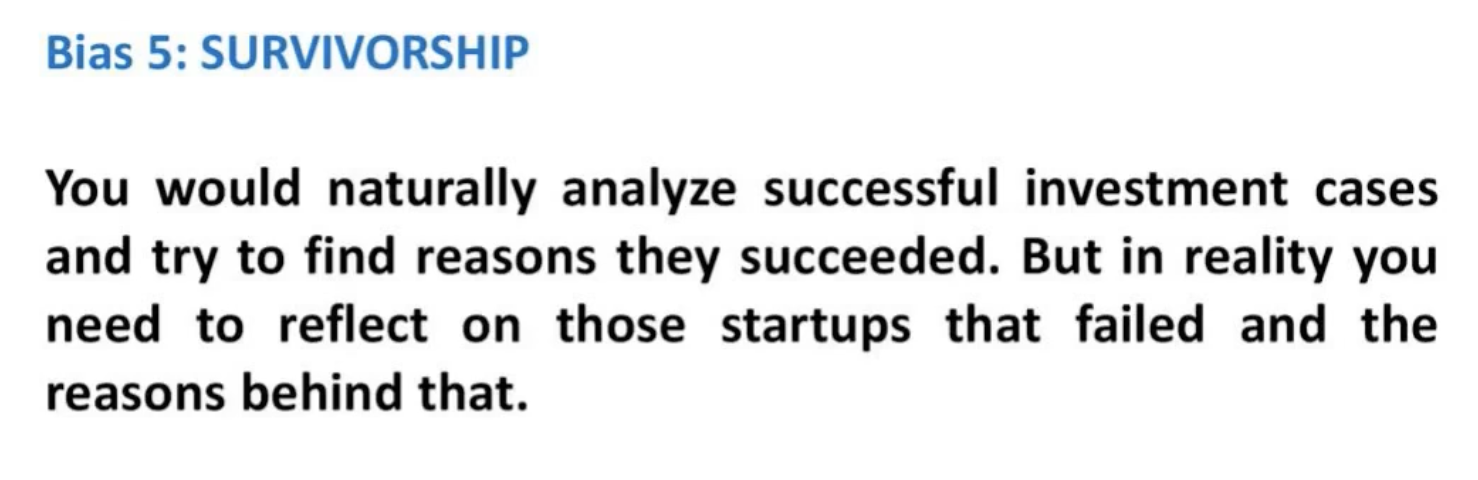 Bias 5: SURVIVORSHIP
You would naturally analyze successful investment cases
and try to find reasons they succeeded. But in reality you
need to reflect on those startups that failed and the
reasons behind that.